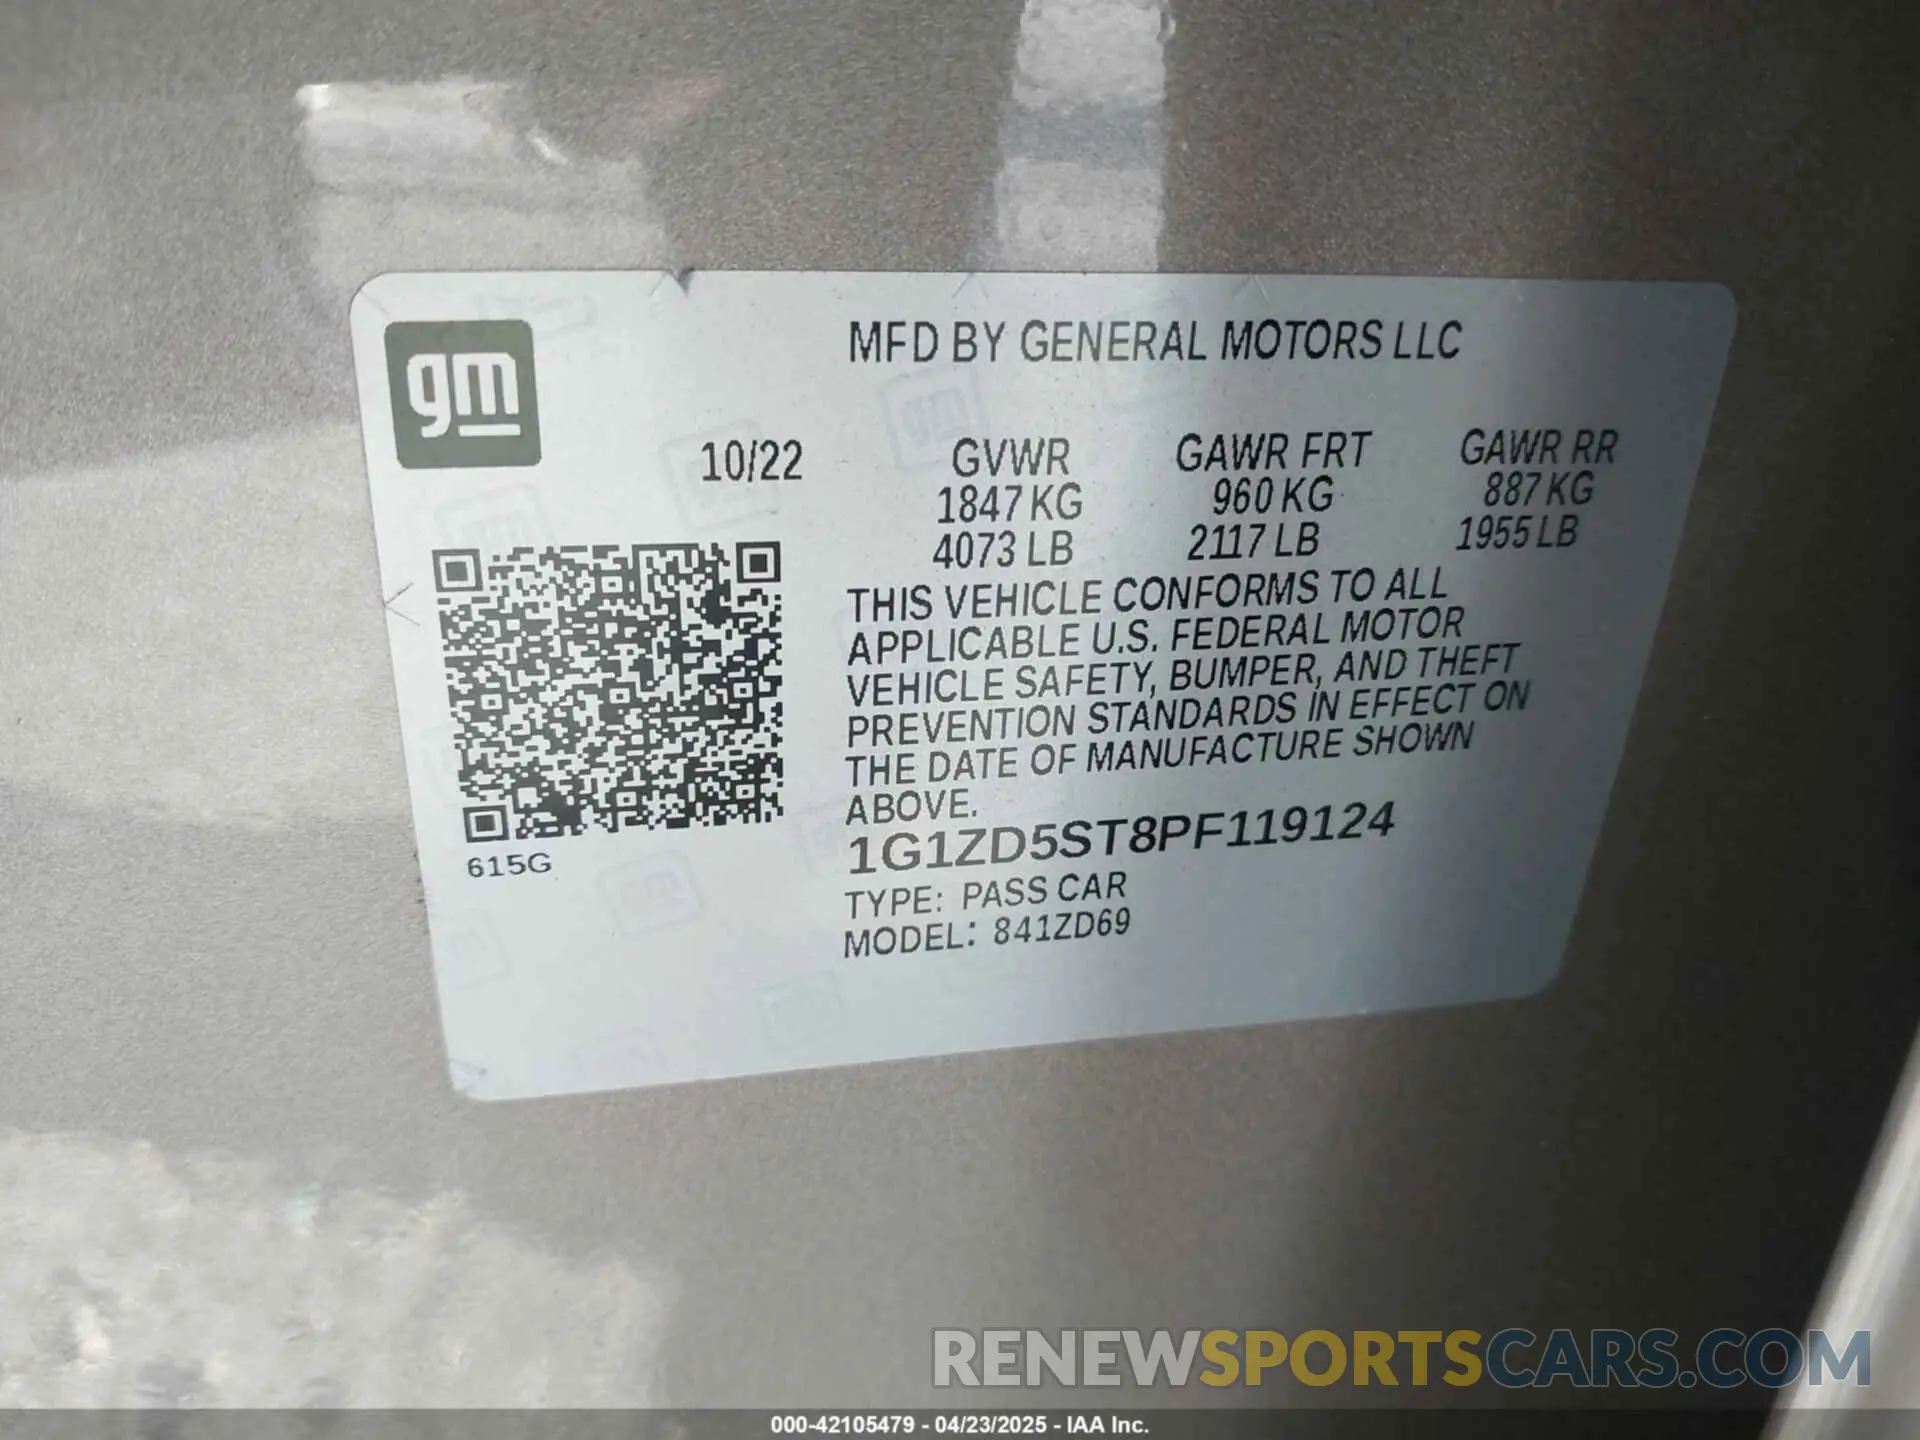 gm
MFD BY GENERAL MOTORS LLC
10/22
GVWR GAWR FRT GAWR RR
1847 KG 960 KG 887 KG
4073 LB 2117 LB 1955 LB
THIS VEHICLE CONFORMS TO ALL
APPLICABLE U.S. FEDERAL MOTOR
VEHICLE SAFETY, BUMPER, AND THEFT
PREVENTION STANDARDS IN EFFECT ON
THE DATE OF MANUFACTURE SHOWN
ABOVE.
1G1ZD5ST8PF119124
615G
TYPE: PASS CAR
MODEL: 841ZD69
RENEWSPORTSCARS.COM
000-42105479 - 04/23/2025 - IAA Inc.